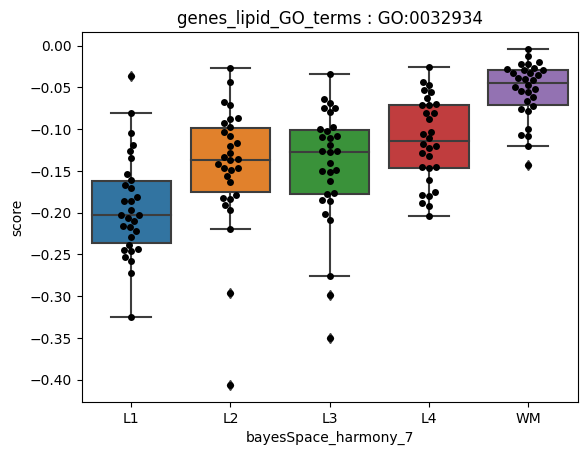 genes_lipid_GO_terms : GO:0032934
0.00
−0.05
−0.10
−0.15
−0.20
−0.25
−0.30
−0.35
−0.40
score
L1 L2 L3 L4 WM
bayesSpace_harmony_7